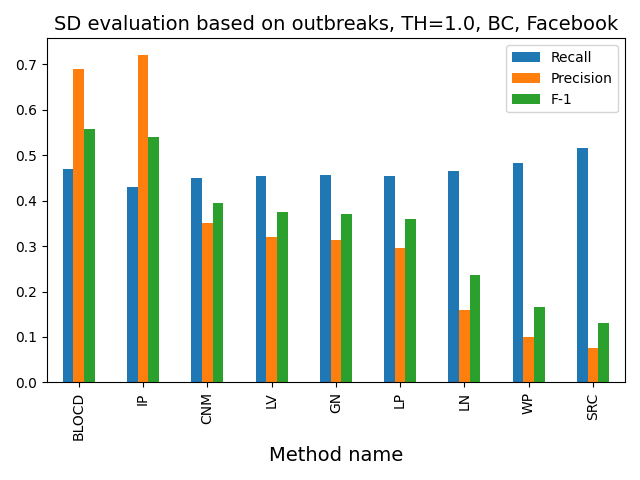 SD evaluation based on outbreaks, TH=1.0, BC, Facebook
Recall
Precision
F-1
0.7
0.6
0.5
0.4
0.3
0.2
0.1
0.0
BLOCD
IP
CNM
LV
GN
LP
LN
WP
SRC
Method name